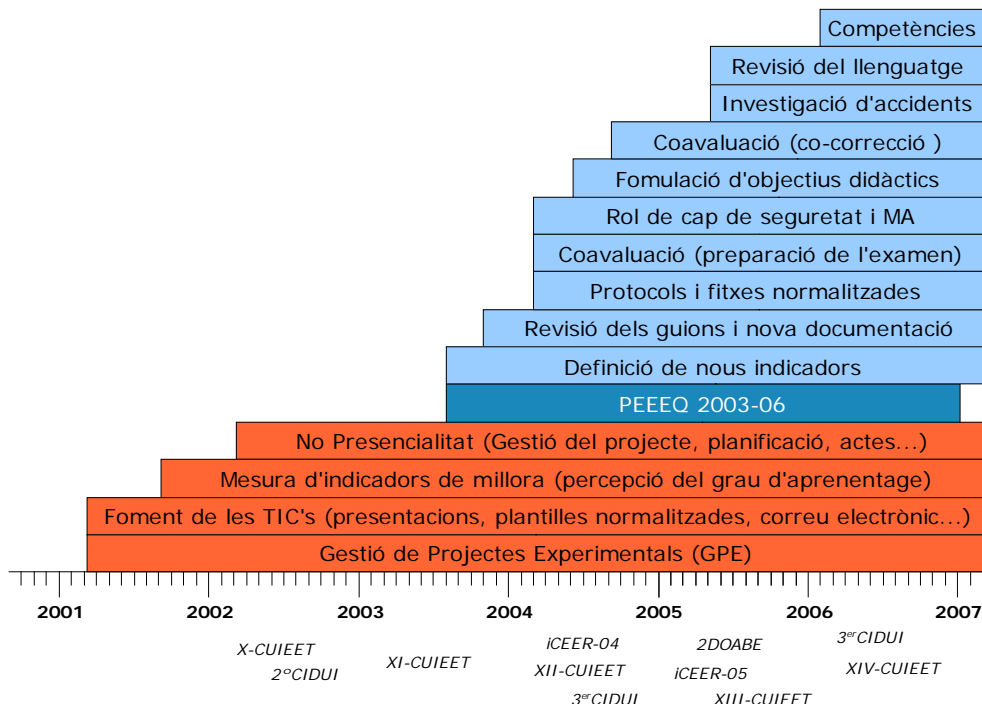 Competències
Revisió del llenguatge
Investigació d'accidents
Coavaluació (co-correcció )
Fomulació d'objectius didàctics
Rol de cap de seguretat i MA
Coavaluació (preparació de l'examen)
Protocols i fitxes normalitzades
Revisió dels guions i nova documentació
Definició de nous indicadors
PEEEQ 2003-06
No Presencialitat (Gestió del projecte, planificació, actes...)
Mesura d'indicadors de millora (percepció del grau d'aprenentage)
Foment de les TIC's (presentacions, plantilles normalitzades, correu electrònic...)
Gestió de Projectes Experimentals (GPE)
2001 2002 2003 2004 2005 2006 2007
X-CUIEET
2ºCIDUI
XI-CUIEET
iCEER-04
XII-CUIEET
3erCIDUI
2DOABE
iCEER-05
XIII-CUIEET
3erCIDUI
XIV-CUIEET